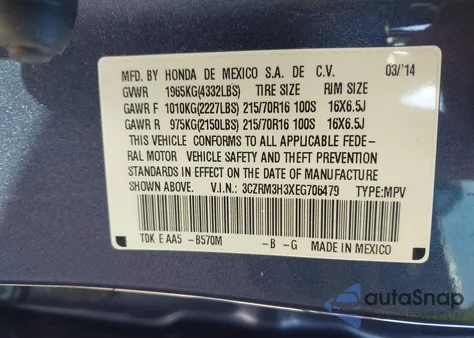 MFD. BY HONDA DE MEXICO S.A. DE C.V. 03/'14
GVWR 1965KG(4332LBS) TIRE SIZE RIM SIZE
GAWR F 1010KG(2227LBS) 215/70R16 100S 16X6.5J
GAWR R 975KG(2150LBS) 215/70R16 100S 16X6.5J
THIS VEHICLE CONFORMS TO ALL APPLICABLE FEDE-
RAL MOTOR VEHICLE SAFETY AND THEFT PREVENTION
STANDARDS IN EFFECT ON THE DATE OF MANUFACTURE
SHOWN ABOVE. V.I.N.: 3CZRM3H3XEG706479 TYPE:MPV
TDK E AA5 -B570M -B -G MADE IN MEXICO
autoSnap